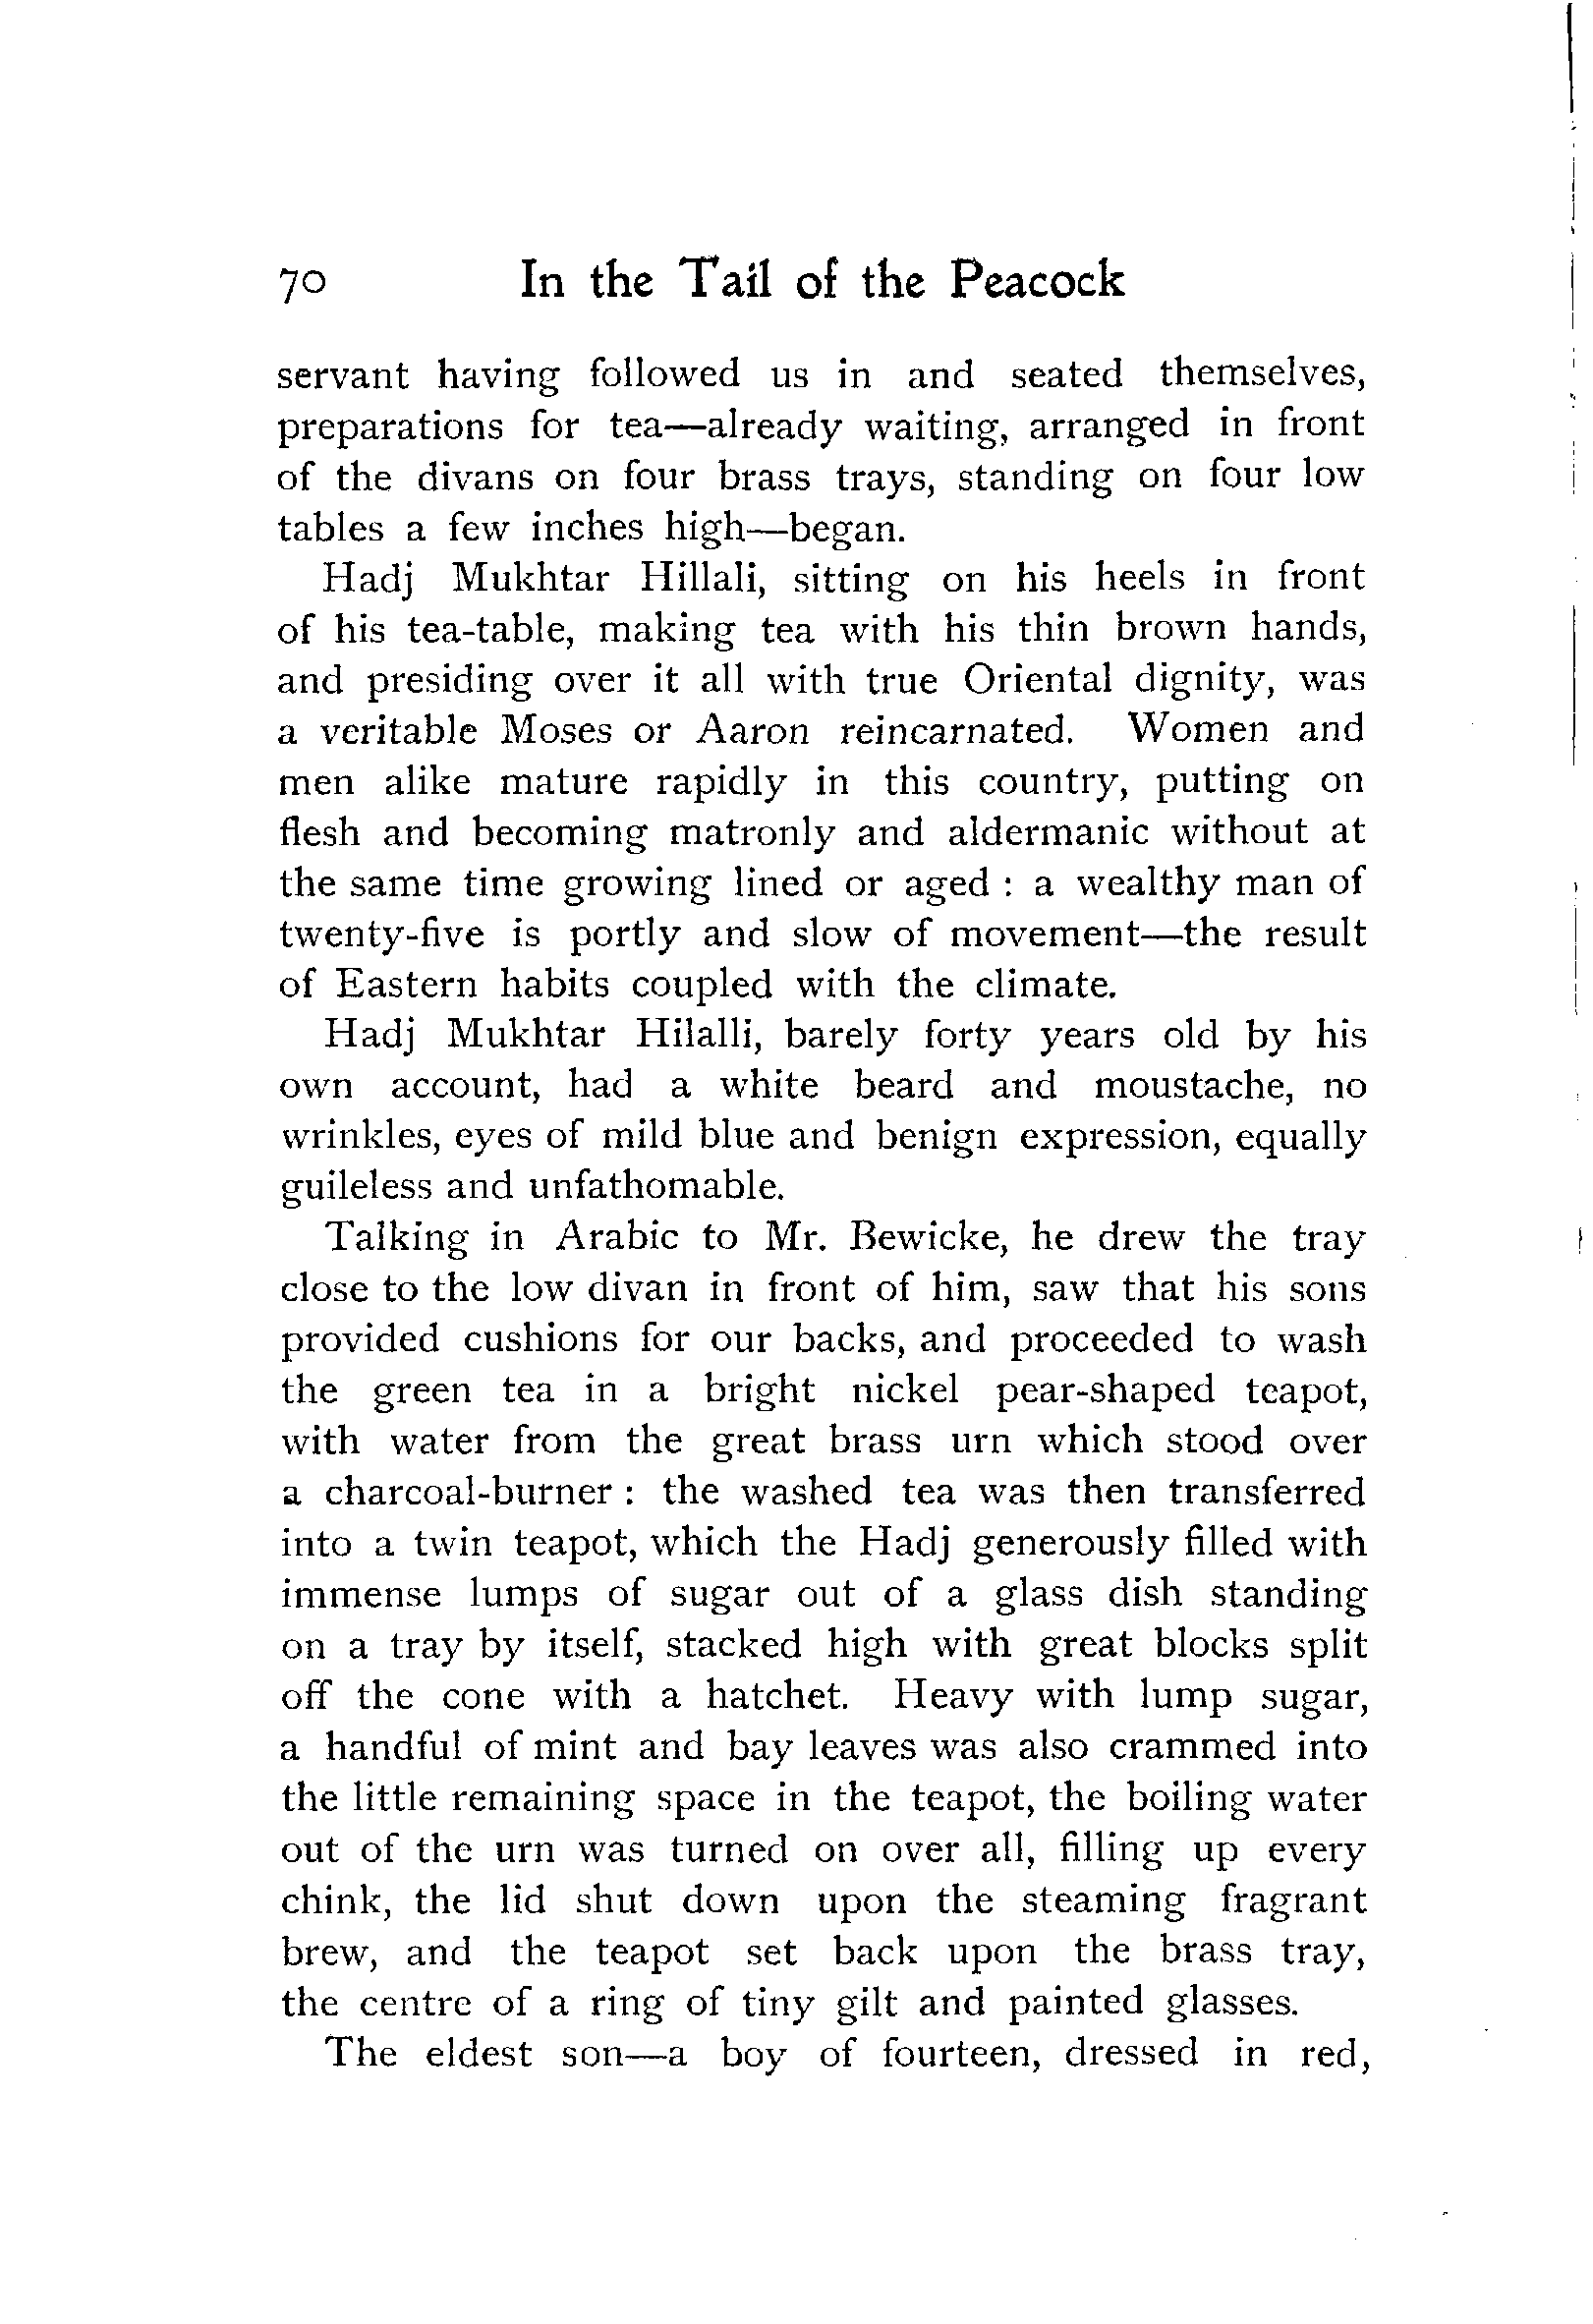 70 In the Tail of the Peacock
servant having followed us in and seated themselves,
preparations for tea—already waiting, arranged in front
of the divans on four brass trays, standing on four low
tables a few inches high—began.
Hadj Mukhtar Hillali, sitting on his heels in front
of his tea-table, making tea with his thin brown hands,
and presiding over it all with true Oriental dignity, was
a veritable Moses or Aaron reincarnated. Women and
men alike mature rapidly in this country, putting on
flesh and becoming matronly and aldermanic without at
the same time growing lined or aged : a wealthy man of
twenty-five is portly and slow of movement—the result
of Eastern habits coupled with the climate.
Hadj Mukhtar Hilalli, barely forty years old by his
own account, had a white beard and moustache, no
wrinkles, eyes of mild blue and benign expression, equally
guileless and unfathomable.
Talking in Arabic to Mr. Bewicke, he drew the tray
close to the low divan in front of him, saw that his sons
provided cushions for our backs, and proceeded to wash
the green tea in a bright nickel pear-shaped teapot,
with water from the great brass urn which stood over
a charcoal-burner : the washed tea was then transferred
into a twin teapot, which the Hadj generously filled with
immense lumps of sugar out of a glass dish standing
on a tray by itself, stacked high with great blocks split
off the cone with a hatchet. Heavy with lump sugar,
a handful of mint and bay leaves was also crammed into
the little remaining space in the teapot, the boiling water
out of the urn was turned on over all, filling up every
chink, the lid shut down upon the steaming fragrant
brew, and the teapot set back upon the brass tray,
the centre of a ring of tiny gilt and painted glasses.
The eldest son—a boy of fourteen, dressed in red,